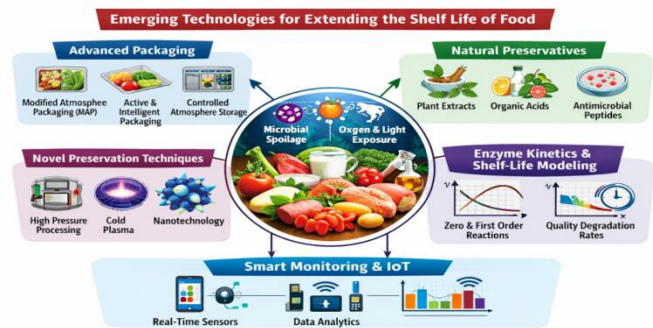 Emerging Technologies for Extending the Shelf Life of Food
Advanced Packaging
Modified Atmosphee
Packaging (MAP)
Active &
Intelligent
Packaging
Controlled
Atmosphere Storage
Natural Preservatives
Plant Extracts
Organic Acids
Antimicrobial
Peptides
Microbial
Spoilage
Oxgen & Light
Exposure
Novel Preservation Techniques
High Pressure
Processing
Cold
Plasma
Nanotechnology
Enzyme Kinetics &
Shelf-Life Modeling
V
Zero & First Order
Reactions
V
x
Quality Degradation
Rates
Smart Monitoring & IoT
Real-Time Sensors
Data Analytics